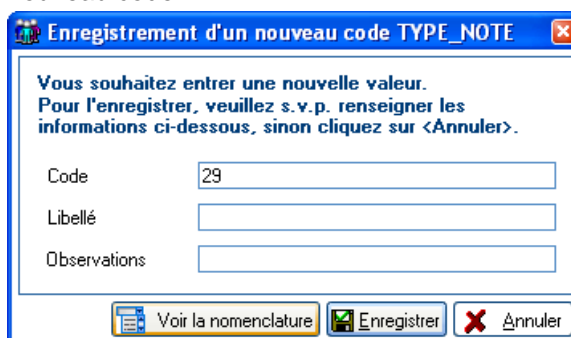 Enregistrement d'un nouveau code TYPE_NOTE
Vous souhaitez entrer une nouvelle valeur.
Pour l'enregistrer, veuillez s.v.p. renseigner les
informations ci-dessous, sinon cliquez sur <Annuler>.
Code 29
Libellé
Observations
Voir la nomenclature Enregistrer Annuler